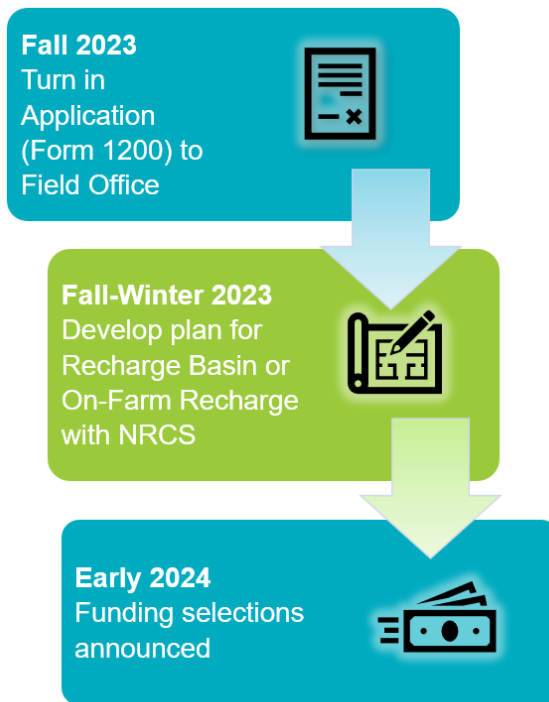 Fall 2023
Turn in
Application
(Form 1200) to
Field Office
Fall-Winter 2023
Develop plan for
Recharge Basin or
On-Farm Recharge
with NRCS
Early 2024
Funding selections
announced